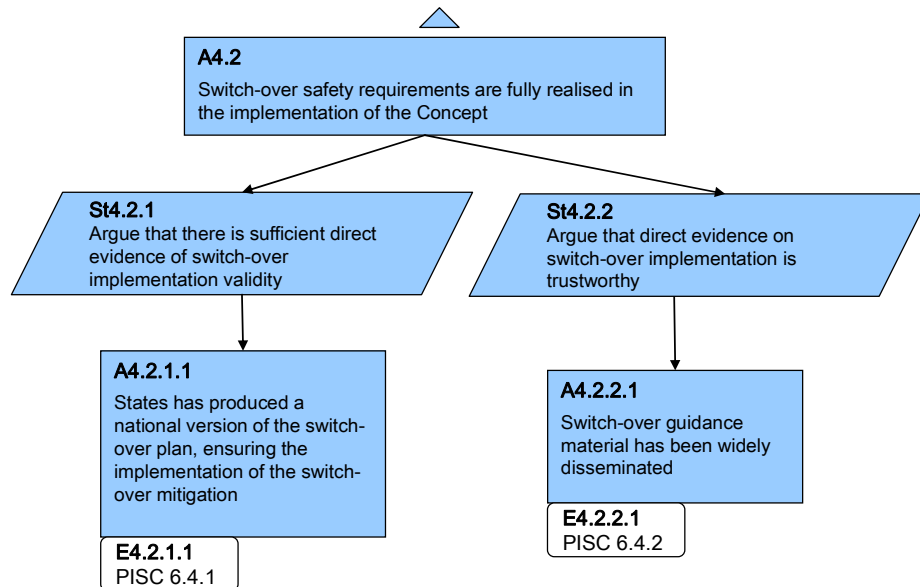 A4.2
Switch-over safety requirements are fully realised in
the implementation of the Concept
St4.2.1
Argue that there is sufficient direct
evidence of switch-over
implementation validity
St4.2.2
Argue that direct evidence on
switch-over implementation is
trustworthy
A4.2.1.1
States has produced a
national version of the switch-
over plan, ensuring the
implementation of the switch-
over mitigation
E4.2.1.1
PISC 6.4.1
A4.2.2.1
Switch-over guidance
material has been widely
disseminated
E4.2.2.1
PISC 6.4.2